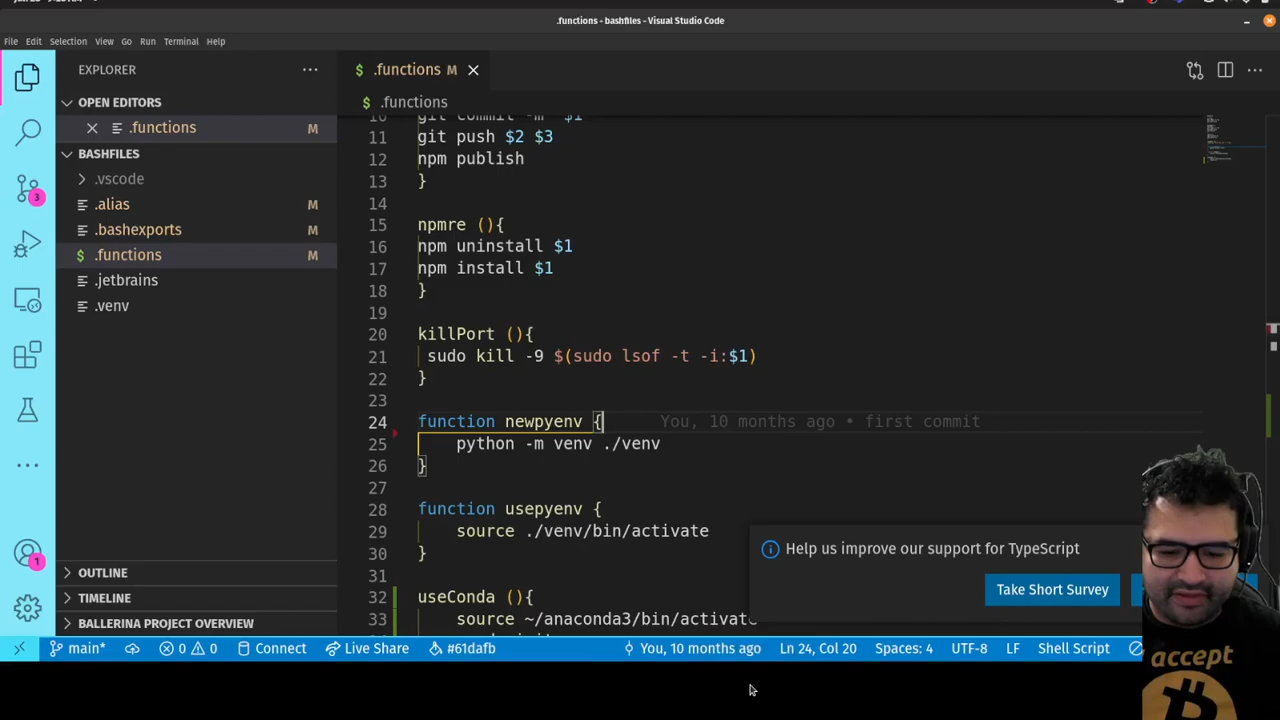 .functions - bashfiles - Visual Studio Code
File Edit Selection View Go Run Terminal Help
EXPLORER
OPEN EDITORS
.functions M
BASHFILES
.vscode
.alias M
.bashexports M
$ .functions M
.jetbrains
.venv
OUTLINE
TIMELINE
BALLERINA PROJECT OVERVIEW
3
1
$ .functions M
$ .functions
10 git commit -m "$1"
11 git push $2 $3
12 npm publish
13 }
14
15 npmre (){
16 npm uninstall $1
17 npm install $1
18 }
19
20 killPort (){
21 sudo kill -9 $(sudo lsof -t -i:$1)
22 }
23
24 function newpyenv { You, 10 months ago • first commit
25 python -m venv ./venv
26 }
27
28 function usepyenv {
29 source ./venv/bin/activate
30 }
31
32 useConda (){
33 source ~/anaconda3/bin/activate
Help us improve our support for TypeScript
Take Short Survey
main* 0 0 Connect Live Share #61dafb You, 10 months ago Ln 24, Col 20 Spaces: 4 UTF-8 LF Shell Script
accept